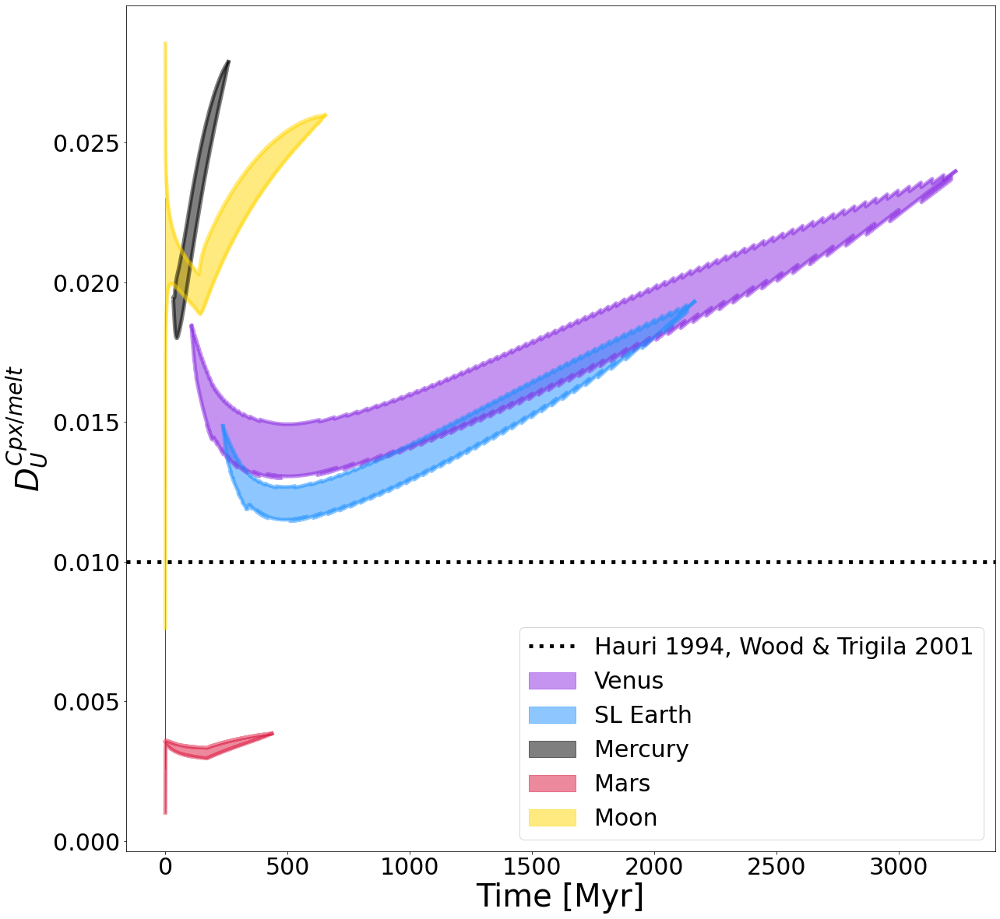 0.025
0.020
0.015
0.010
0.005
0.000
D_U^{Cpx/melt}
0 500 1000 1500 2000 2500 3000
Time [Myr]
Hauri 1994, Wood & Trigila 2001
Venus
SL Earth
Mercury
Mars
Moon